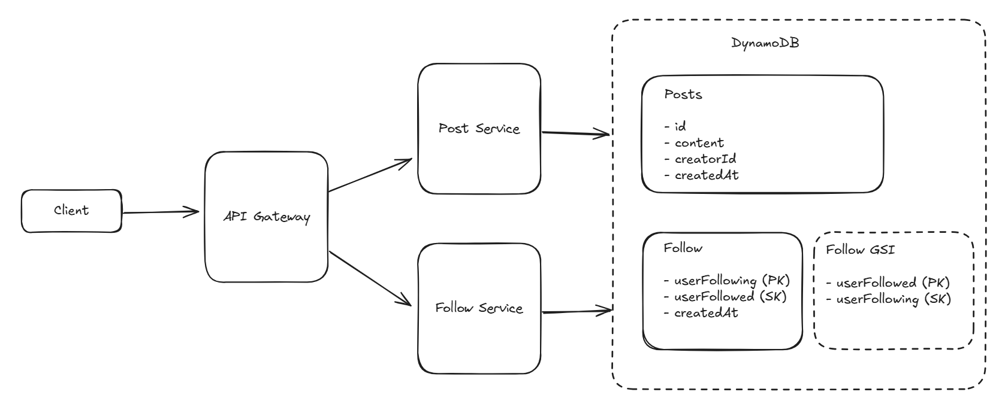 DynamoDB
Posts
- id
- content
- creatorId
- createdAt
Post Service
Client
API Gateway
Follow Service
Follow
- userFollowing (PK)
- userFollowed (SK)
- createdAt
Follow GSI
- userFollowed (PK)
- userFollowing (SK)